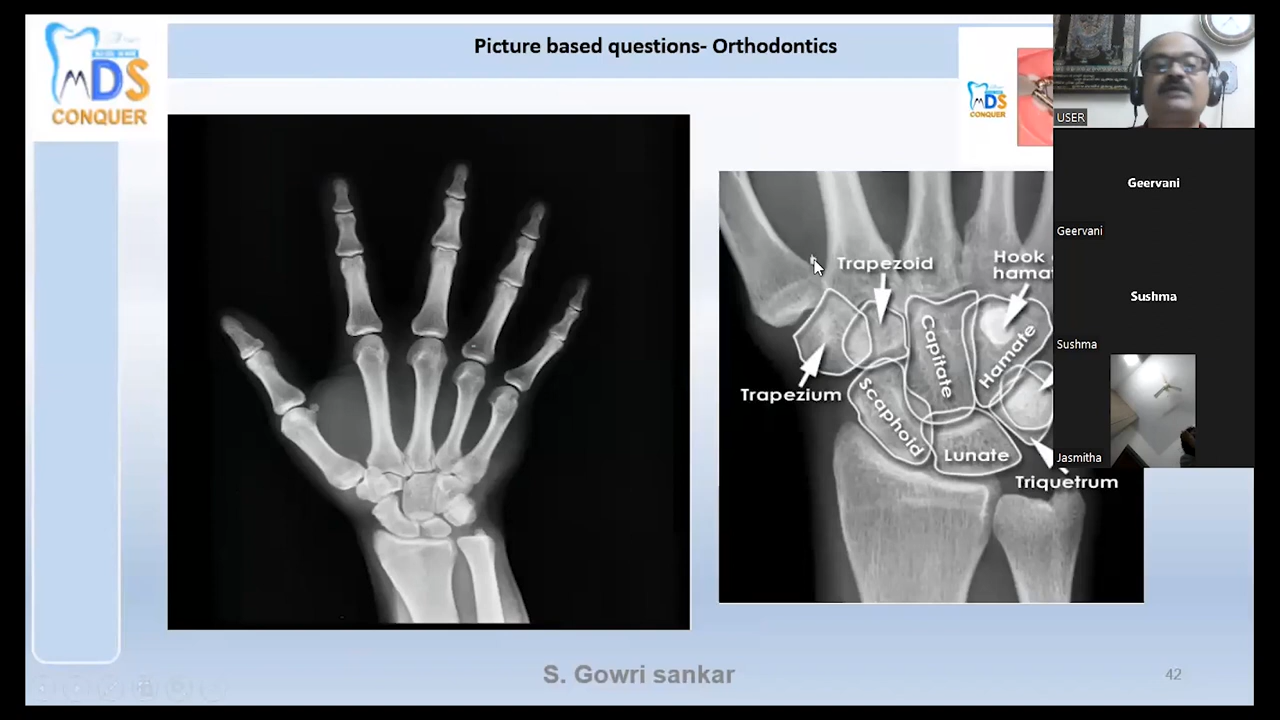 MDS
CONQUER
Picture based questions- Orthodontics
MDS
CONQUER
USER
Geervani
Geervani
Sushma
Sushma
Jasmitha
Trapezoid
Hook
hamat
Capitate
Hamate
Trapezium
Scaphoid
Lunate
Triquetrum
S. Gowri sankar
42